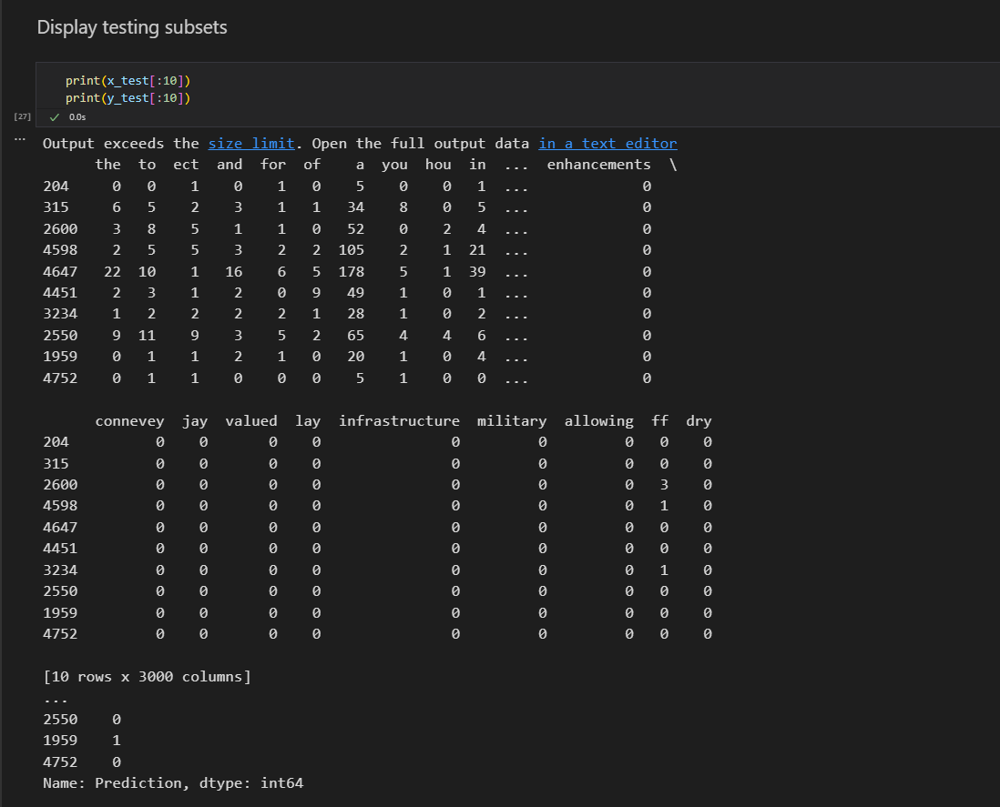 Display testing subsets
print(x_test[:10])
print(y_test[:10])
[27] ✓ 0.0s
... Output exceeds the size limit. Open the full output data in a text editor
      the  to  ect  and  for  of    a  you  hou  in  ...  enhancements  \
204     0   0    1    0    1   0    5    0    0   1  ...             0
315     6   5    2    3    1   1   34    8    0   5  ...             0
2600    3   8    5    1    1   0   52    0    2   4  ...             0
4598    2   5    5    3    2   2  105    2    1  21  ...             0
4647   22  10    1   16    6   5  178    5    1  39  ...             0
4451    2   3    1    2    0   9   49    1    0   1  ...             0
3234    1   2    2    2    2   1   28    1    0   2  ...             0
2550    9  11    9    3    5   2   65    4    4   6  ...             0
1959    0   1    1    2    1   0   20    1    0   4  ...             0
4752    0   1    1    0    0   0    5    1    0   0  ...             0
      connevey  jay  valued  lay  infrastructure  military  allowing  ff  dry
204          0    0       0    0               0         0         0   0    0
315          0    0       0    0               0         0         0   0    0
2600         0    0       0    0               0         0         0   3    0
4598         0    0       0    0               0         0         0   1    0
4647         0    0       0    0               0         0         0   0    0
4451         0    0       0    0               0         0         0   0    0
3234         0    0       0    0               0         0         0   1    0
2550         0    0       0    0               0         0         0   0    0
1959         0    0       0    0               0         0         0   0    0
4752         0    0       0    0               0         0         0   0    0
[10 rows x 3000 columns]
...
2550    0
1959    1
4752    0
Name: Prediction, dtype: int64